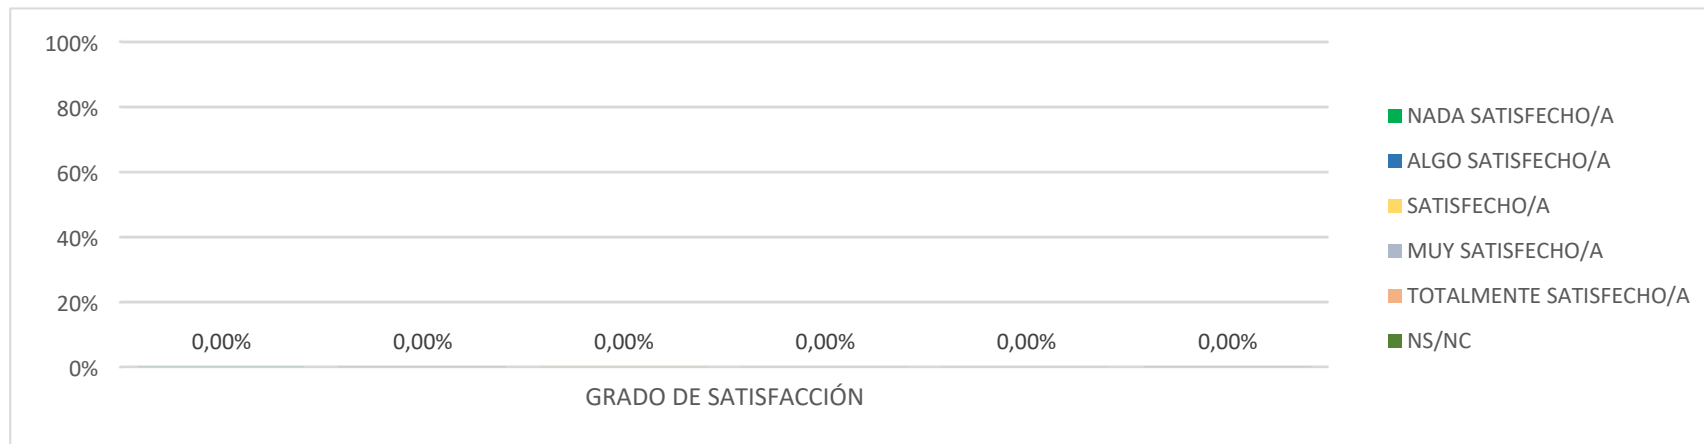 100%
80%
60%
40%
20%
0%
0,00% 0,00% 0,00% 0,00% 0,00% 0,00%
GRADO DE SATISFACCIÓN
NADA SATISFECHO/A
ALGO SATISFECHO/A
SATISFECHO/A
MUY SATISFECHO/A
TOTALMENTE SATISFECHO/A
NS/NC